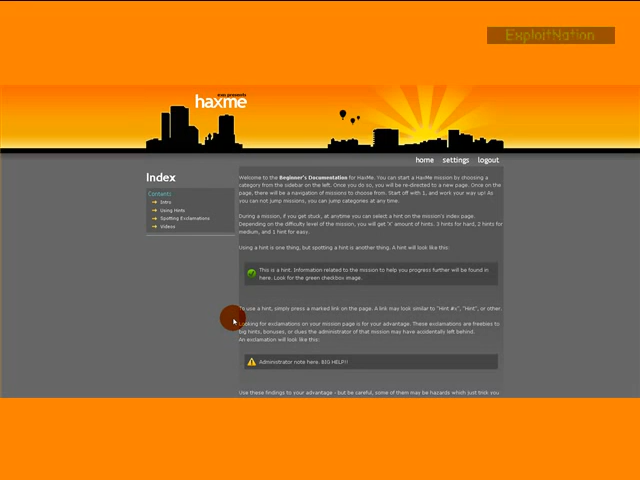 ExploitNation
exn presents
haxme
home settings logout
Index
Contents
Intro
Using Hints
Spotting Exclamations
Videos
Welcome to the Beginner's Documentation for HaxMe. You can start a HaxMe mission by choosing a
category from the sidebar on the left. Once you do so, you will be re-directed to a new page. Once on the
page, there will be a navigation of missions to choose from. Start off with 1, and work your way up! As
you can not jump missions, you can jump categories at any time.
During a mission, if you get stuck, at anytime you can select a hint on the mission's index page.
Depending on the difficulty level of the mission, you will get 'X' amount of hints. 3 hints for hard, 2 hints for
medium, and 1 hint for easy.
Using a hint is one thing, but spotting a hint is another thing. A hint will look like this:
This is a hint. Information related to the mission to help you progress further will be found in
here. Look for the green checkbox image.
To use a hint, simply press a marked link on the page. A link may look similar to "Hint #x", "Hint", or other.
Looking for exclamations on your mission page is for your advantage. These exclamations are freebies to
big hints, bonuses, or clues the administrator of that mission may have accidentally left behind.
An exclamation will look like this:
Administrator note here. BIG HELP!!!
Use these findings to your advantage - but be careful, some of them may be hazards which just trick you